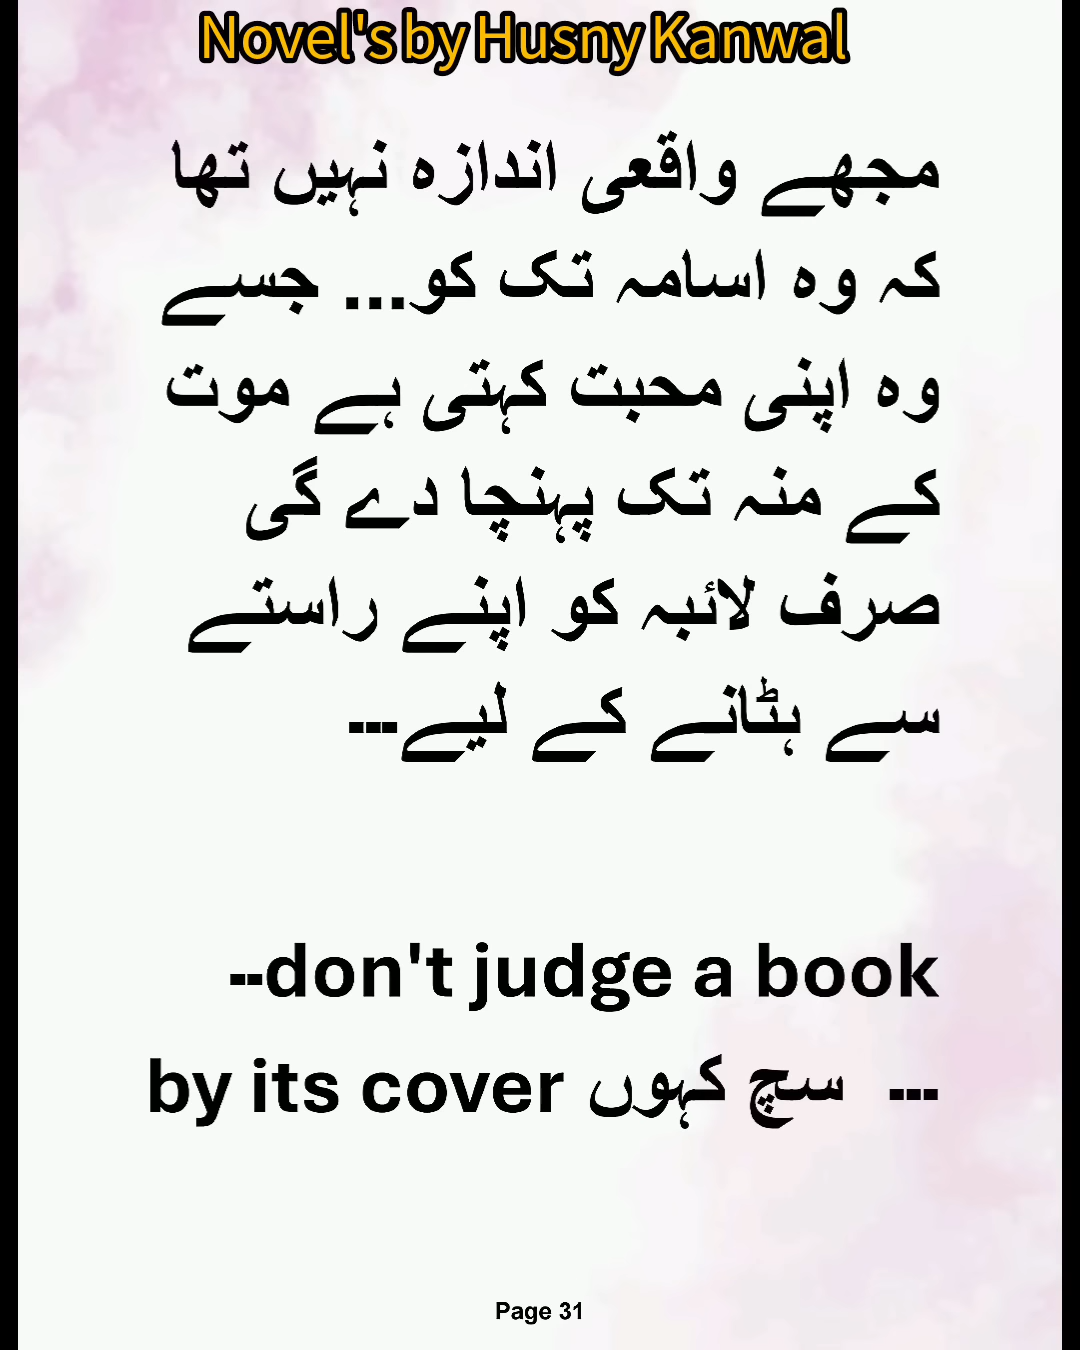 Novel's by Husny Kanwal
مجھے واقعی اندازہ نہیں تھا
کہ وہ اسامہ تک کو... جسے
وہ اپنی محبت کہتی ہے موت
کے منہ تک پہنچا دے گی
صرف لائبہ کو اپنے راستے
سے ہٹانے کے لیے---
--don't judge a book
by its cover سچ کہوں ---
Page 31